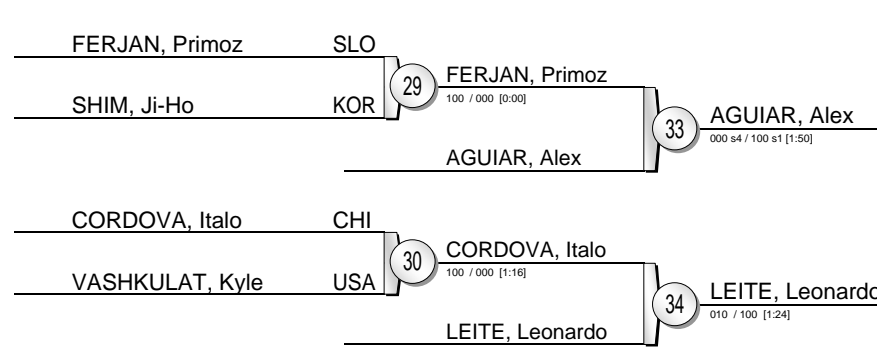 FERJAN, Primoz SLO
29
FERJAN, Primoz
100 / 000 [0:00]
SHIM, Ji-Ho KOR
33
AGUIAR, Alex
000 s4 / 100 s1 [1:50]
AGUIAR, Alex
CORDOVA, Italo CHI
30
CORDOVA, Italo
100 / 000 [1:16]
VASHKULAT, Kyle USA
34
LEITE, Leonardo
010 / 100 [1:24]
LEITE, Leonardo